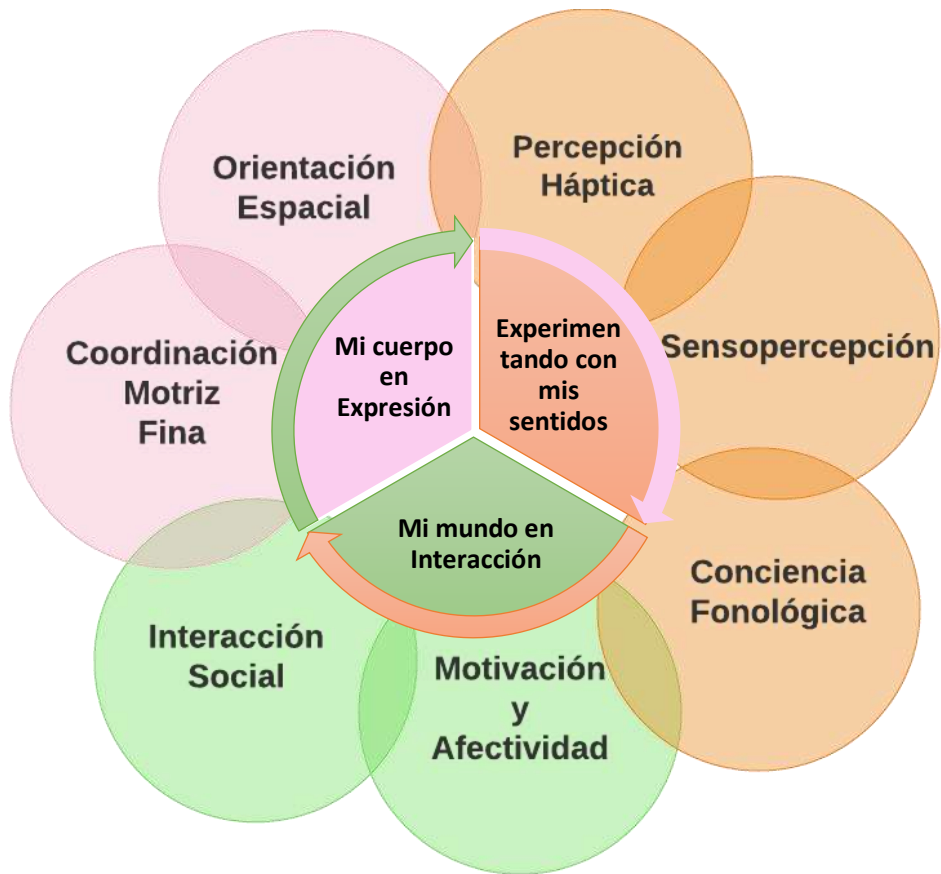 Orientación
Espacial
Percepción
Háptica
Coordinación
Motriz
Fina
Mi cuerpo
en
Expresión
Experimen
tando con
mis
sentidos
Sensopercepción
Mi mundo en
Interacción
Conciencia
Fonológica
Interacción
Social
Motivación
y
Afectividad